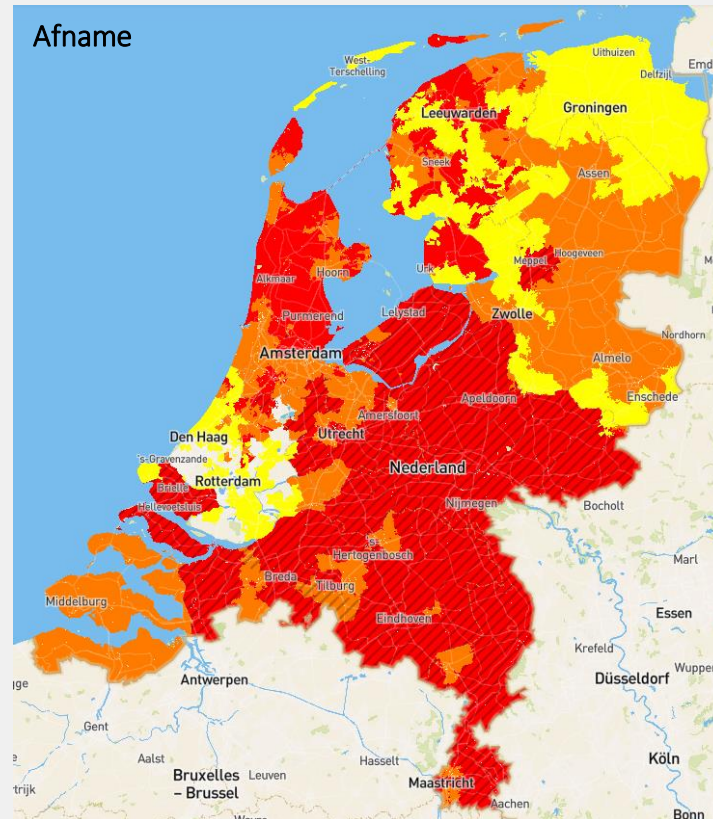 Afname
Uithuizen
Emd
West-
Terschelling
Delfzijl
Leeuwarden
Groningen
Sneek
Assen
Urk
Meppel
Hoogeveen
Alkmaar
Hoorn
Purmerend
Lelystad
Zwolle
Nordhorn
Amsterdam
Almelo
Apeldoorn
Enschede
Amersfoort
Den Haag
Utrecht
's-Gravenzande
Nederland
Rotterdam
Brielle
Hellevoetsluis
Nijmegen
Bocholt
's-
Hertogenbosch
Marl
Breda
Tilburg
Middelburg
Eindhoven
Essen
Krefeld
Wupper
Antwerpen
Düsseldorf
gge
Gent
Aalst
Hasselt
Köln
Bruxelles
– Brussel
Leuven
Maastricht
trijk
Aachen
Bonn